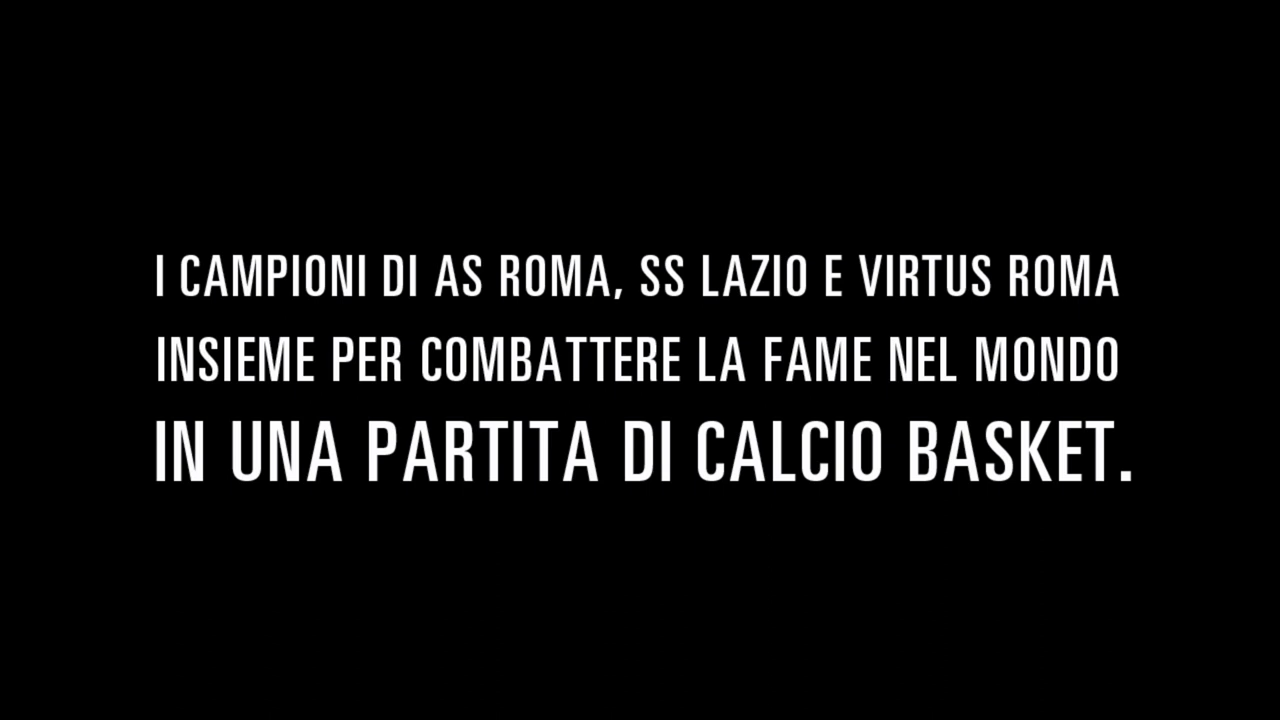 I CAMPIONI DI AS ROMA, SS LAZIO E VIRTUS ROMA
INSIEME PER COMBATTERE LA FAME NEL MONDO
IN UNA PARTITA DI CALCIO BASKET.